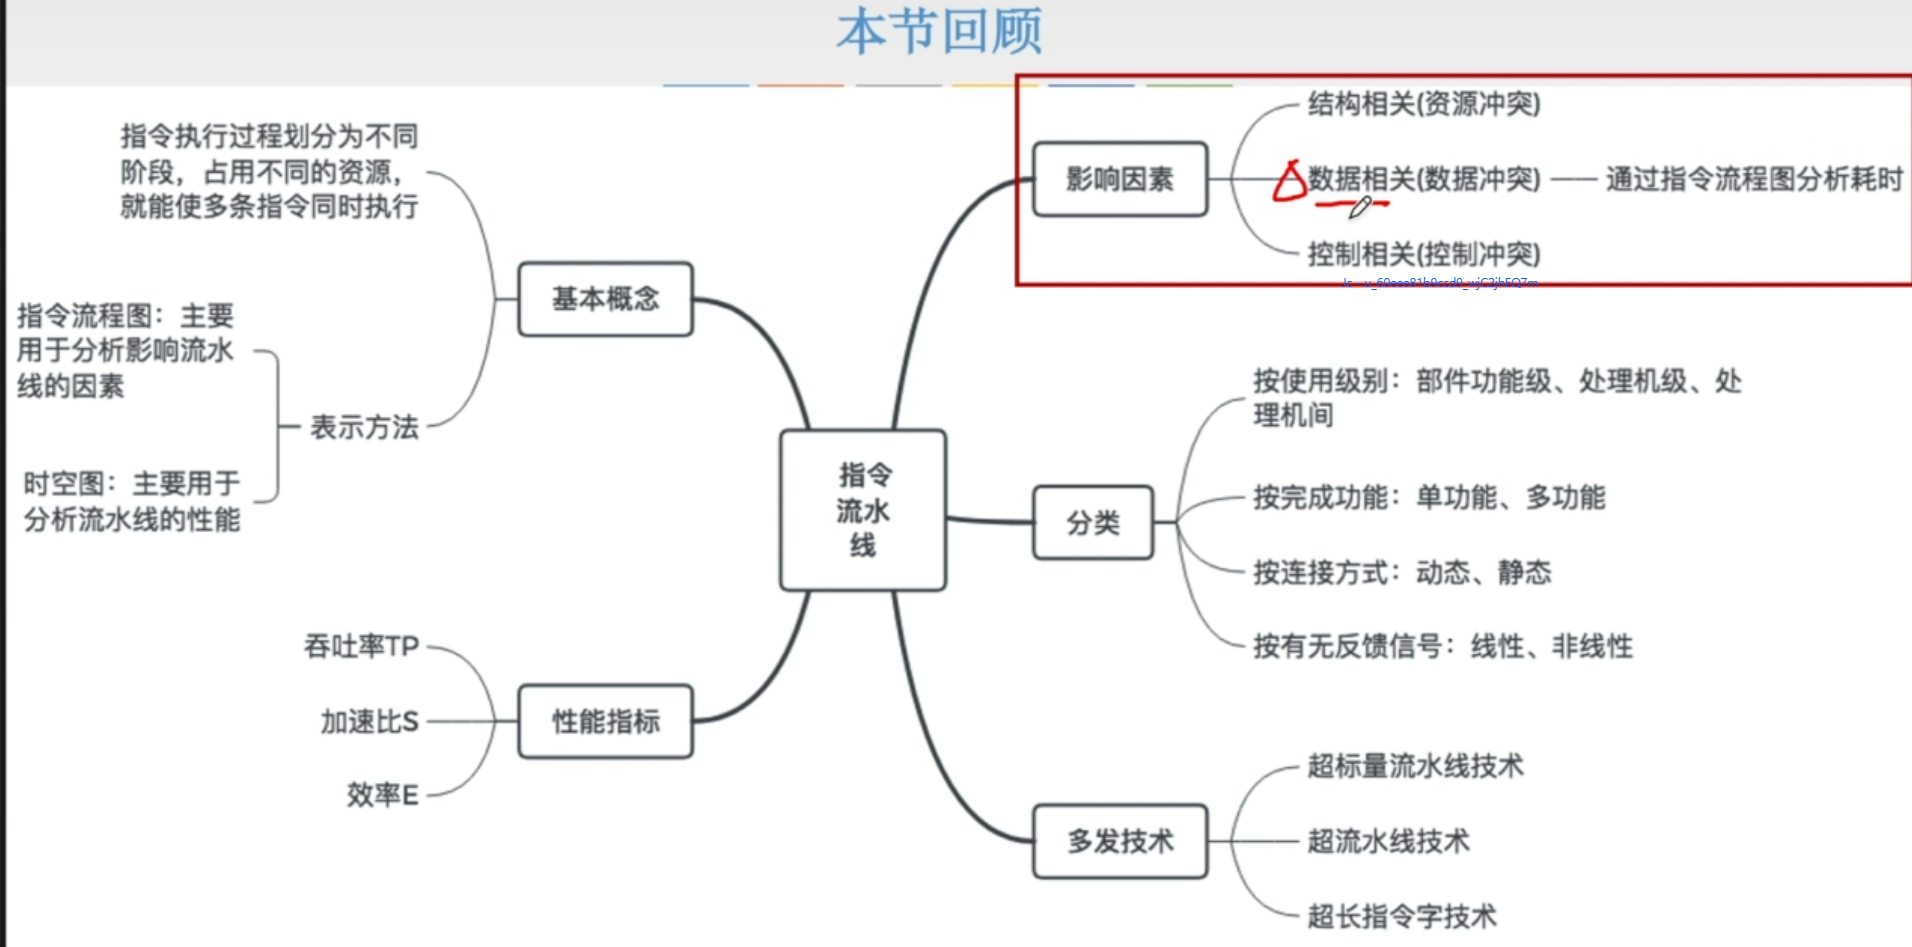 本节回顾
指令执行过程划分为不同
阶段，占用不同的资源，
就能使多条指令同时执行
基本概念
指令流程图：主要
用于分析影响流水
线的因素
表示方法
时空图：主要用于
分析流水线的性能
吞吐率TP
加速比S
效率E
性能指标
指令
流水
线
影响因素
结构相关(资源冲突)
数据相关(数据冲突)
通过指令流程图分析耗时
控制相关(控制冲突)
分类
按使用级别：部件功能级、处理机级、处
理机间
按完成功能：单功能、多功能
按连接方式：动态、静态
按有无反馈信号：线性、非线性
多发技术
超标量流水线技术
超流水线技术
超长指令字技术